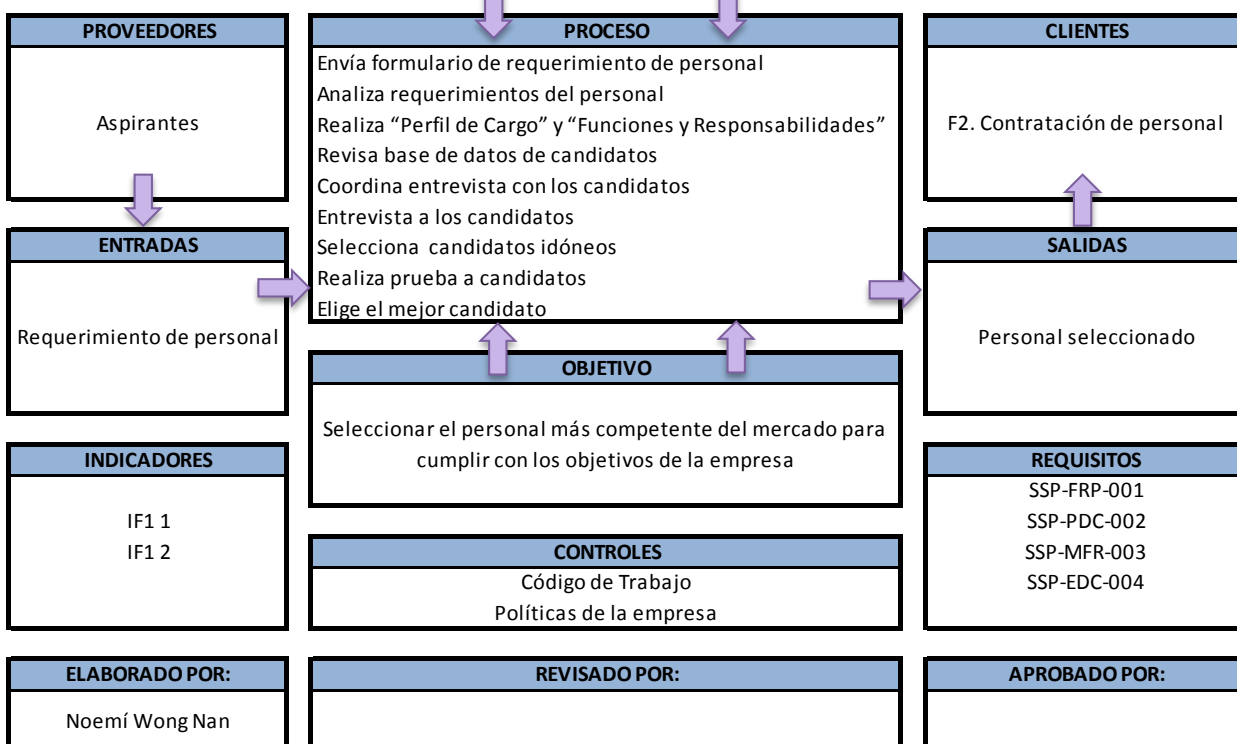 PROVEEDORES
Aspirantes
ENTRADAS
Requerimiento de personal
INDICADORES
IF1 1
IF1 2
ELABORADO POR:
Noemí Wong Nan
PROCESO
Envía formulario de requerimiento de personal
Analiza requerimientos del personal
Realiza “Perfil de Cargo” y “Funciones y Responsabilidades”
Revisa base de datos de candidatos
Coordina entrevista con los candidatos
Entrevista a los candidatos
Selecciona candidatos idóneos
Realiza prueba a candidatos
Elige el mejor candidato
OBJETIVO
Seleccionar el personal más competente del mercado para
cumplir con los objetivos de la empresa
CONTROLES
Código de Trabajo
Políticas de la empresa
REVISADO POR:
CLIENTES
F2. Contratación de personal
SALIDAS
Personal seleccionado
REQUISITOS
SSP-FRP-001
SSP-PDC-002
SSP-MFR-003
SSP-EDC-004
APROBADO POR: